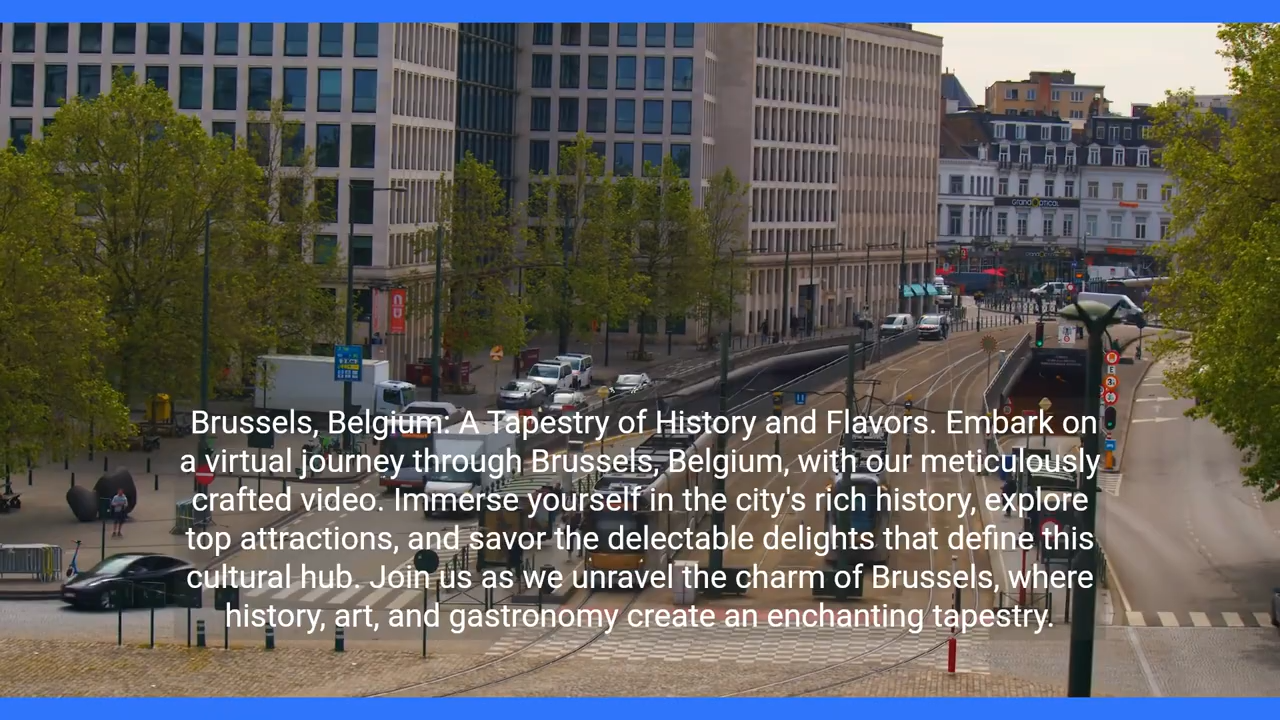 GrandOptical
Brussels, Belgium: A Tapestry of History and Flavors. Embark on
a virtual journey through Brussels, Belgium, with our meticulously
crafted video. Immerse yourself in the city's rich history, explore
top attractions, and savor the delectable delights that define this
cultural hub. Join us as we unravel the charm of Brussels, where
history, art, and gastronomy create an enchanting tapestry.